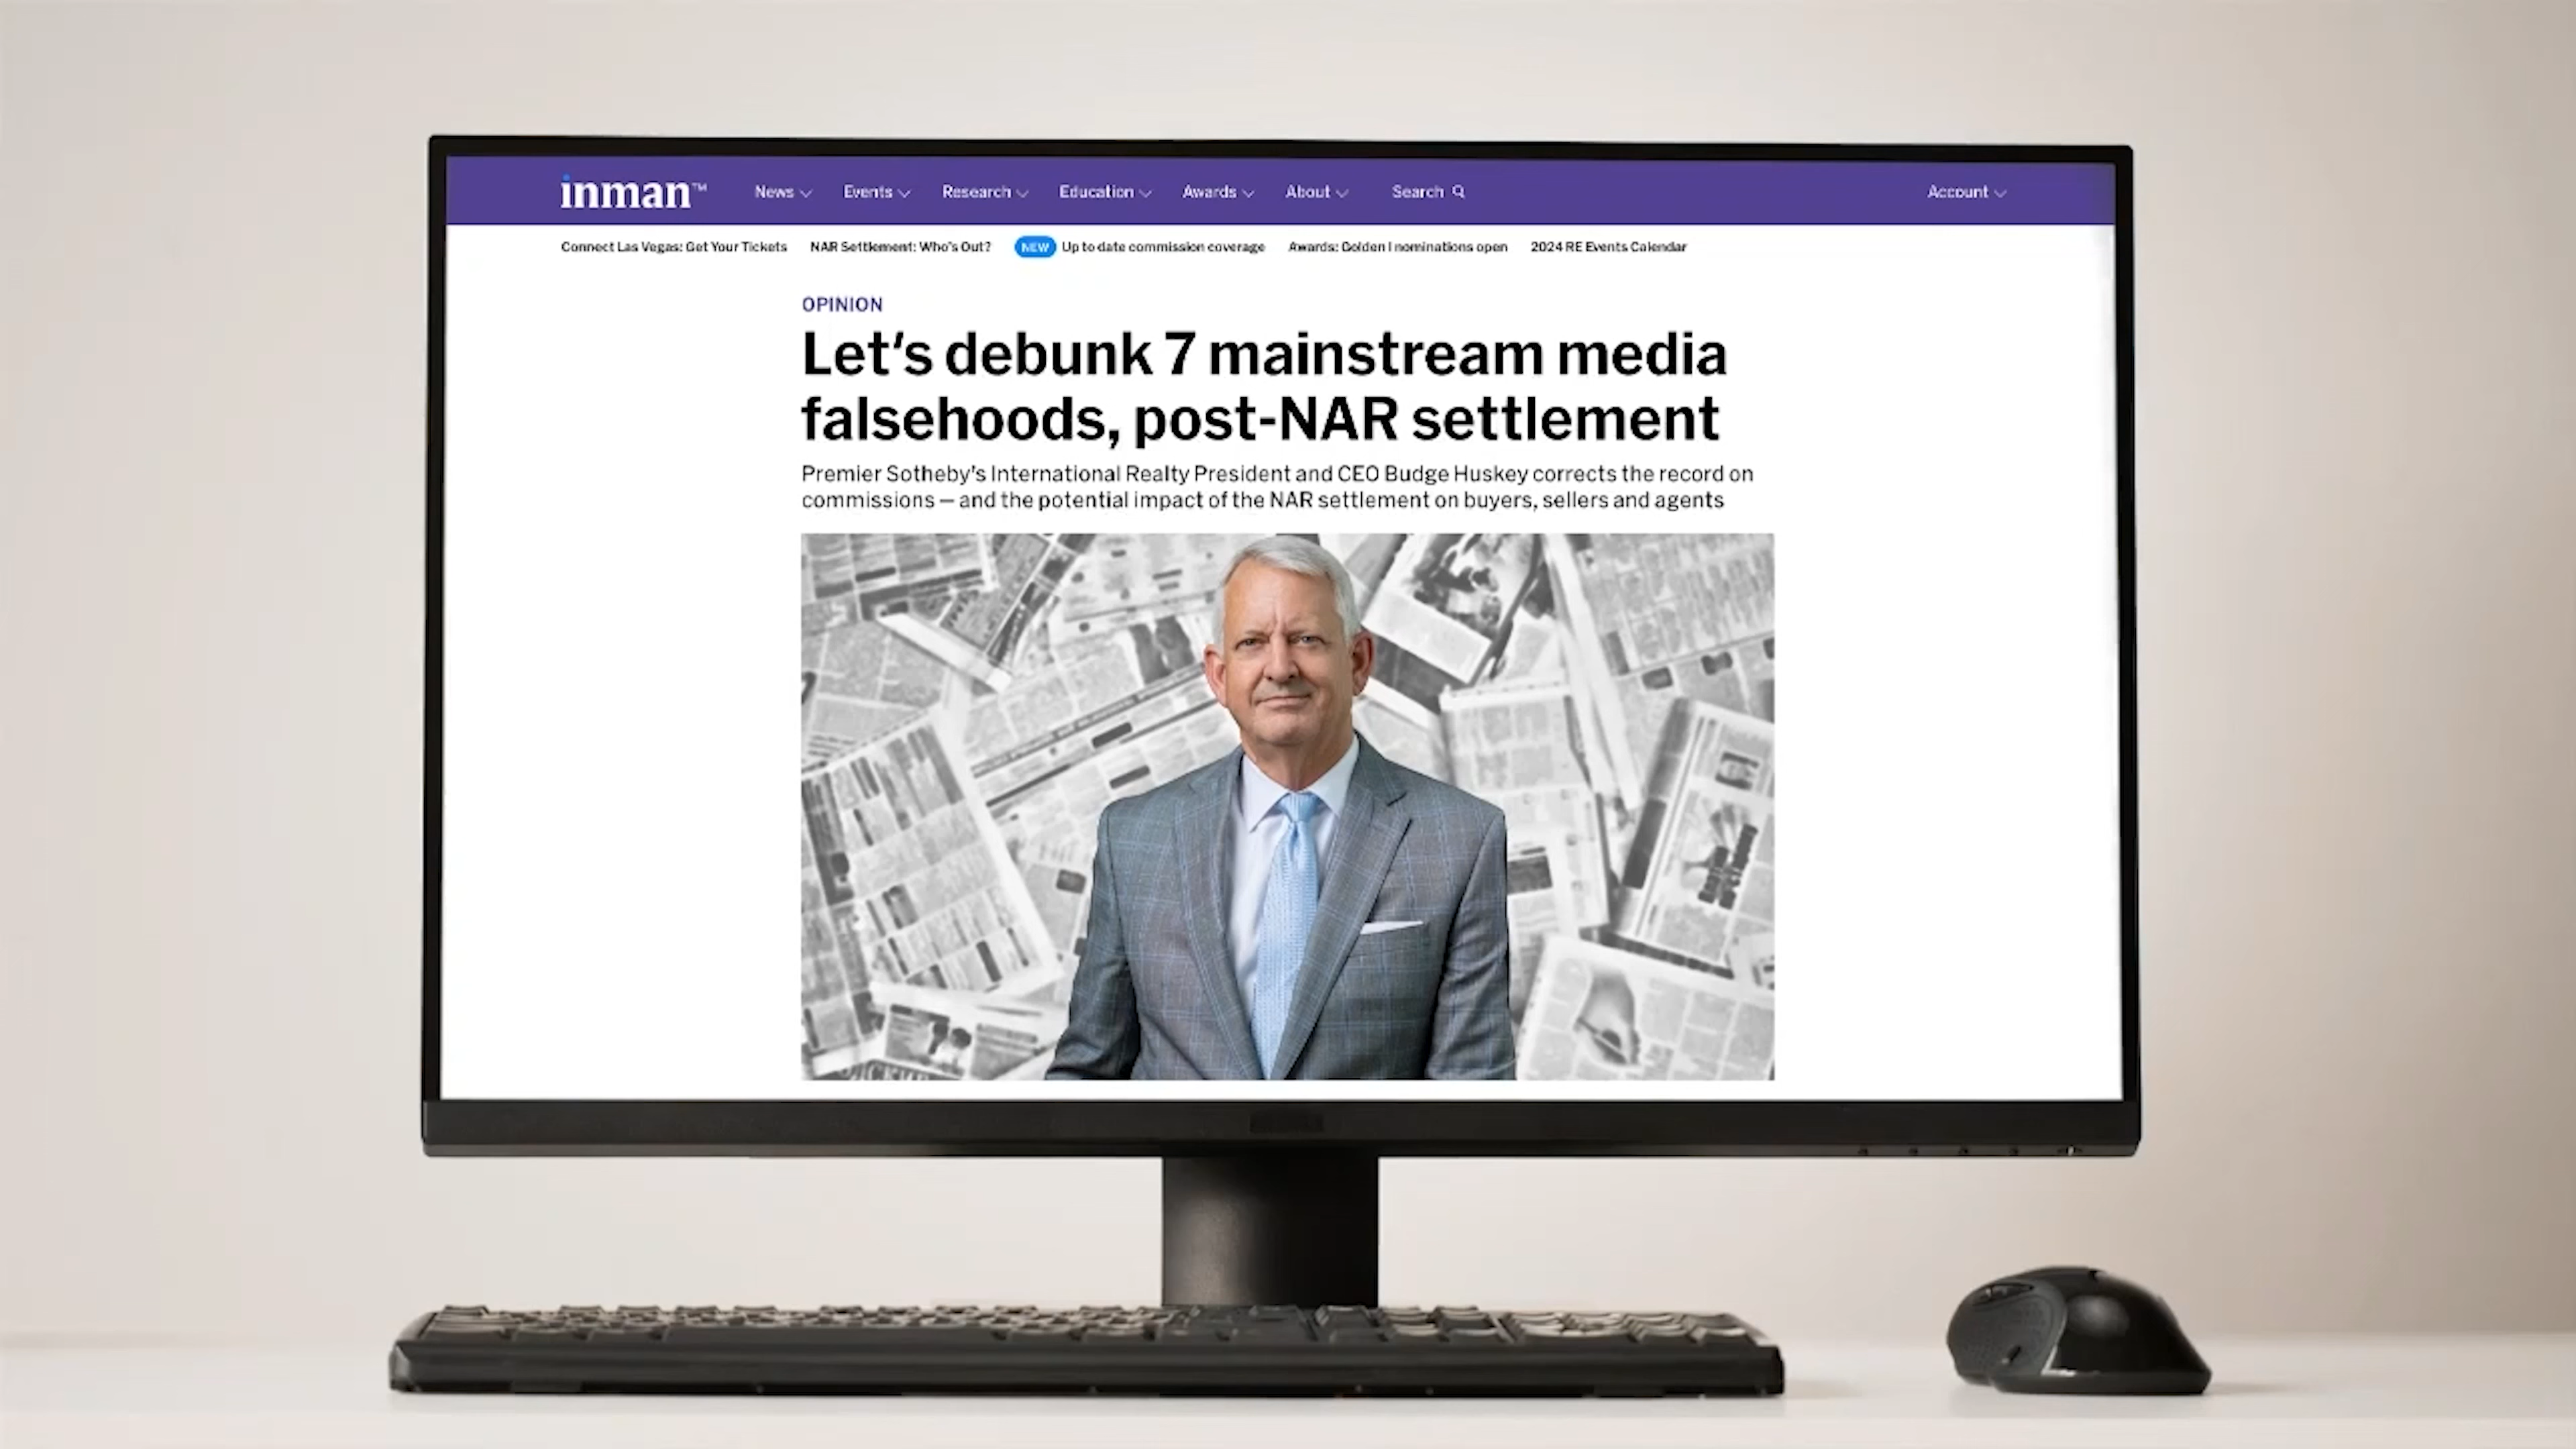 inman™ News Events Research Education Awards About Search Account
Connect Las Vegas: Get Your Tickets NAR Settlement: Who's Out? NEW Up to date commission coverage Awards: Golden I nominations open 2024 RE Events Calendar
OPINION
Let's debunk 7 mainstream media
falsehoods, post-NAR settlement
Premier Sotheby's International Realty President and CEO Budge Huskey corrects the record on
commissions — and the potential impact of the NAR settlement on buyers, sellers and agents